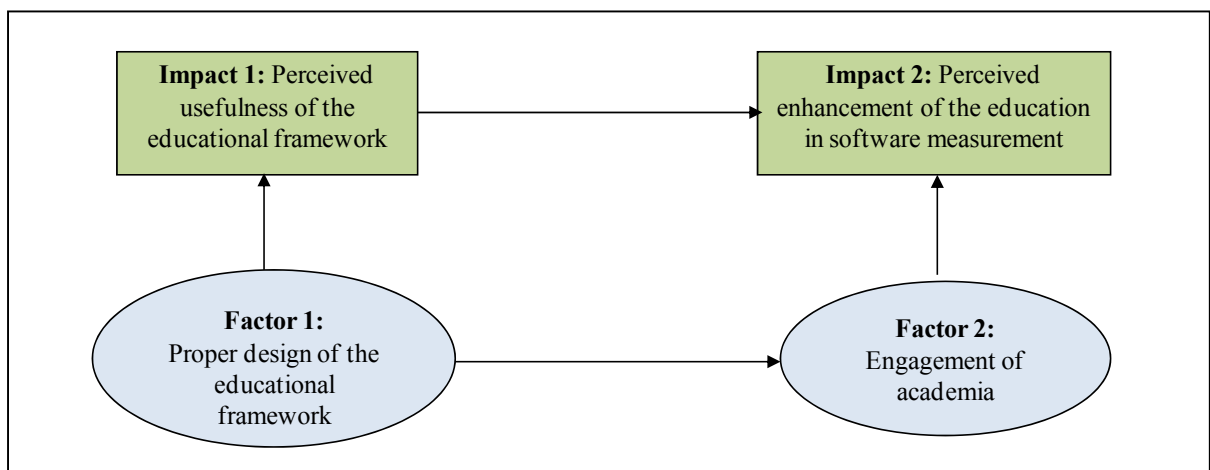 Impact 1: Perceived
usefulness of the
educational framework
Impact 2: Perceived
enhancement of the education
in software measurement
Factor 1:
Proper design of the
educational
framework
Factor 2:
Engagement of
academia